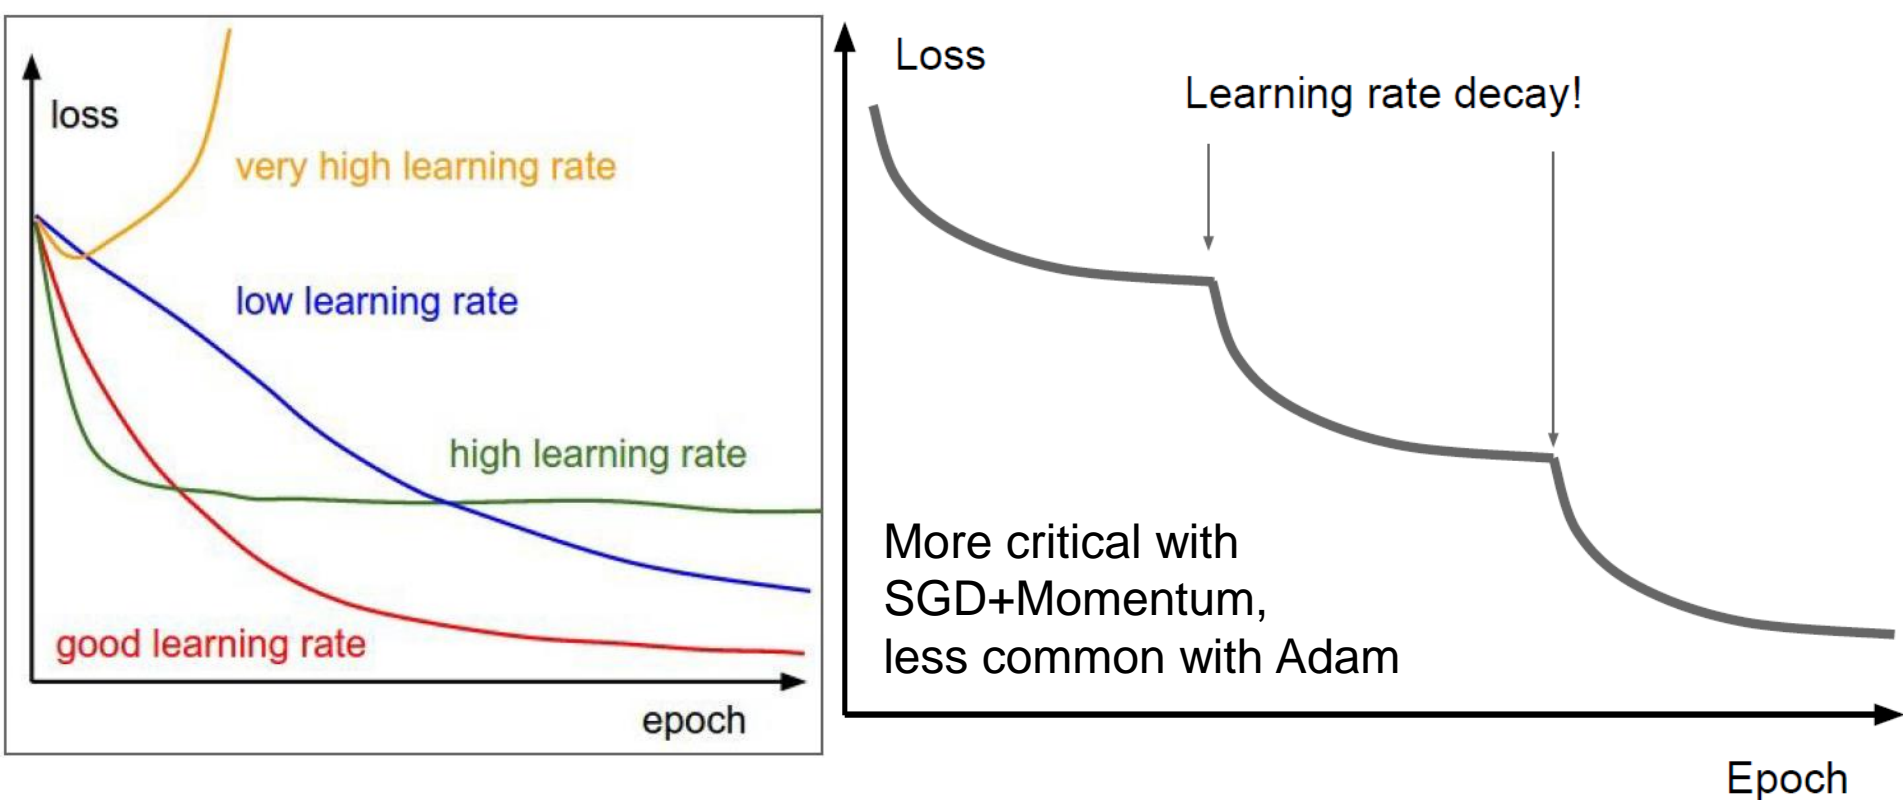 loss
very high learning rate
low learning rate
high learning rate
good learning rate
epoch
Loss
Learning rate decay!
More critical with
SGD+Momentum,
less common with Adam
Epoch